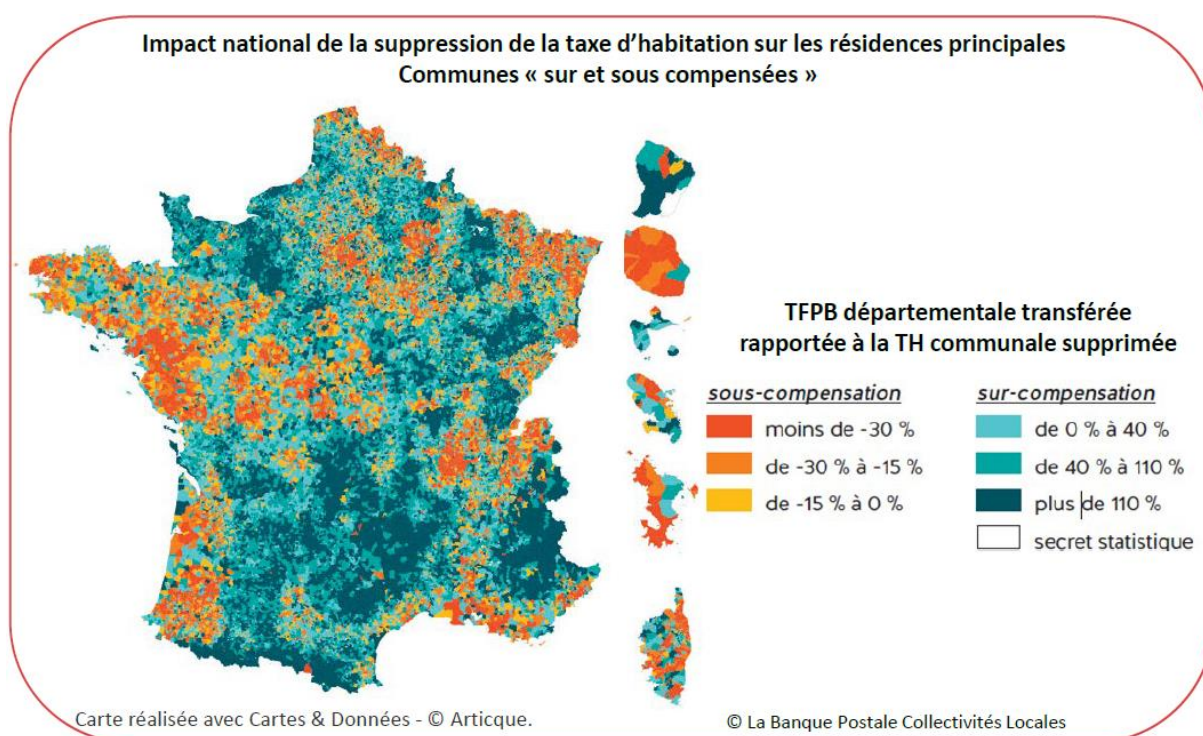 Impact national de la suppression de la taxe d'habitation sur les résidences principales
Communes « sur et sous compensées »
TFPB départementale transférée
rapportée à la TH communale supprimée
sous-compensation
moins de -30 %
de -30 % à -15 %
de -15 % à 0 %
sur-compensation
de 0 % à 40 %
de 40 % à 110 %
plus de 110 %
secret statistique
Carte réalisée avec Cartes & Données - © Articque.
© La Banque Postale Collectivités Locales